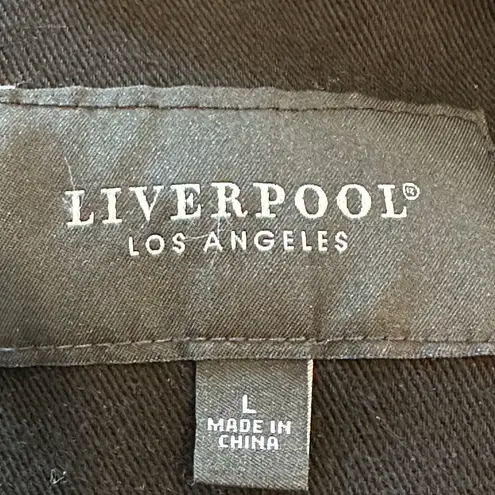 LIVERPOOL®
LOS ANGELES
L
MADE IN
CHINA